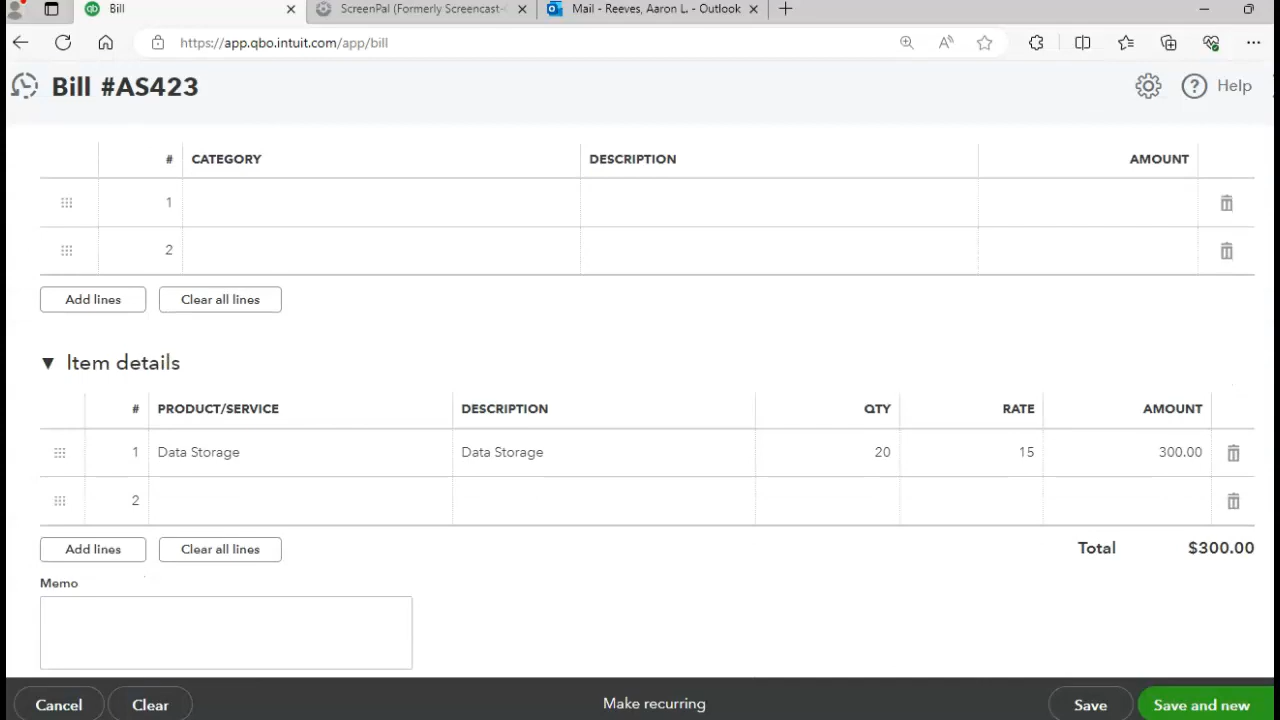 Bill
ScreenPal (Formerly Screencast-
Mail - Reeves, Aaron L. - Outlook
https://app.qbo.intuit.com/app/bill
Bill #AS423
Help
# CATEGORY DESCRIPTION AMOUNT
1
2
Add lines Clear all lines
Item details
# PRODUCT/SERVICE DESCRIPTION QTY RATE AMOUNT
1 Data Storage Data Storage 20 15 300.00
2
Add lines Clear all lines Total $300.00
Memo
Cancel Clear Make recurring Save Save and new